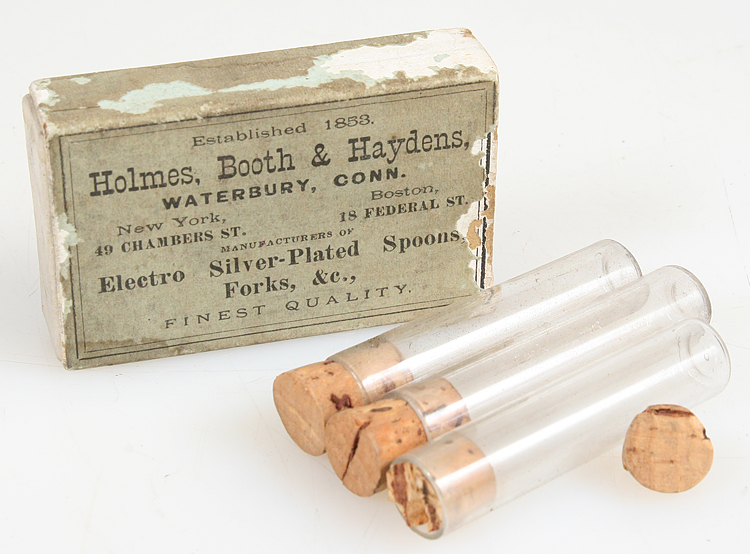 Established 1853.
Holmes, Booth & Haydens,
WATERBURY, CONN.
New York, Boston,
49 CHAMBERS ST. 18 FEDERAL ST.
MANUFACTURERS OF
Electro Silver-Plated Spoons,
Forks, &c.,
FINEST QUALITY.